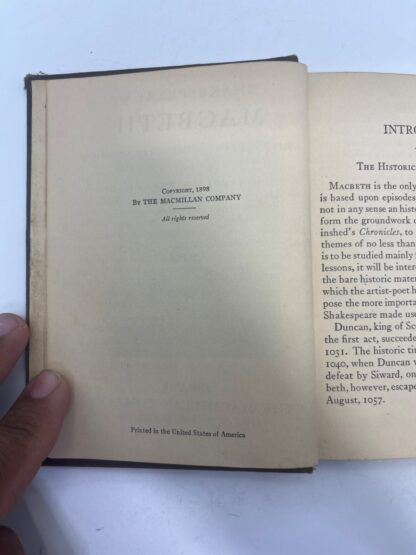 SHAKESPEARE'S
MACBETH
Copyright, 1898
By THE MACMILLAN COMPANY
All rights reserved
Printed in the United States of America
INTRO
The Historic
Macbeth is the only
is based upon episodes
not in any sense an hist
form the groundwork o
inshed's Chronicles, to
themes of no less than
is to be studied mainly f
lessons, it will be inter
the bare historic mater
which the artist-poet h
pose the more importa
Shakespeare made use
Duncan, king of Sc
the first act, succeede
1031. The historic ti
1040, when Duncan w
defeat by Siward, on
beth, however, escape
August, 1057.